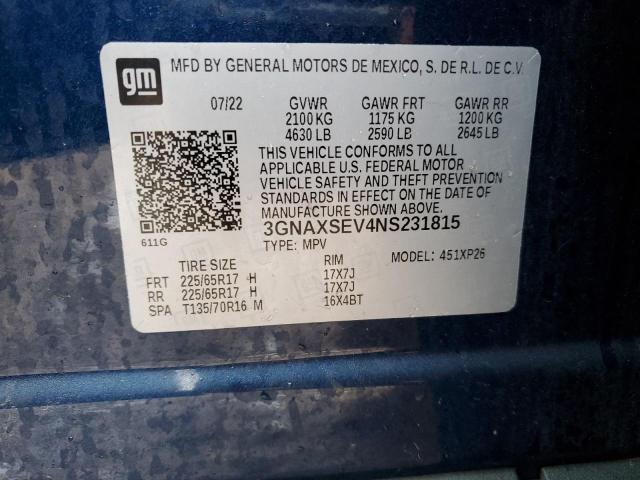 gm
MFD BY GENERAL MOTORS DE MEXICO, S. DE R.L. DE C.V.
07/22 GVWR GAWR FRT GAWR RR
2100 KG 1175 KG 1200 KG
4630 LB 2590 LB 2645 LB
THIS VEHICLE CONFORMS TO ALL
APPLICABLE U.S. FEDERAL MOTOR
VEHICLE SAFETY AND THEFT PREVENTION
STANDARDS IN EFFECT ON THE DATE OF
MANUFACTURE SHOWN ABOVE.
3GNAXSEV4NS231815
611G
TYPE: MPV MODEL: 451XP26
TIRE SIZE RIM
FRT 225/65R17 H 17X7J
RR 225/65R17 H 17X7J
SPA T135/70R16 M 16X4BT